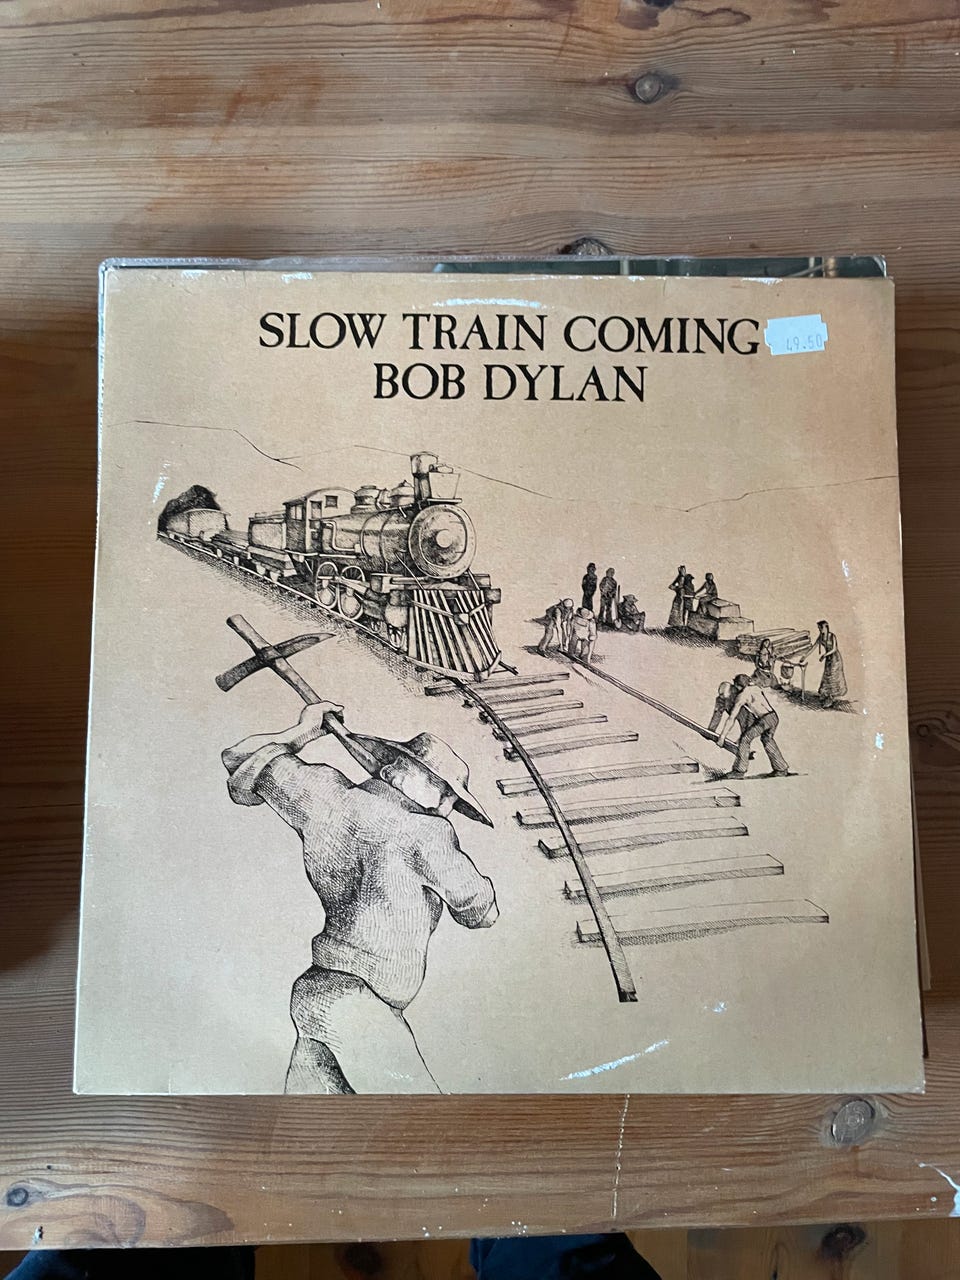 SLOW TRAIN COMING
49.50
BOB DYLAN